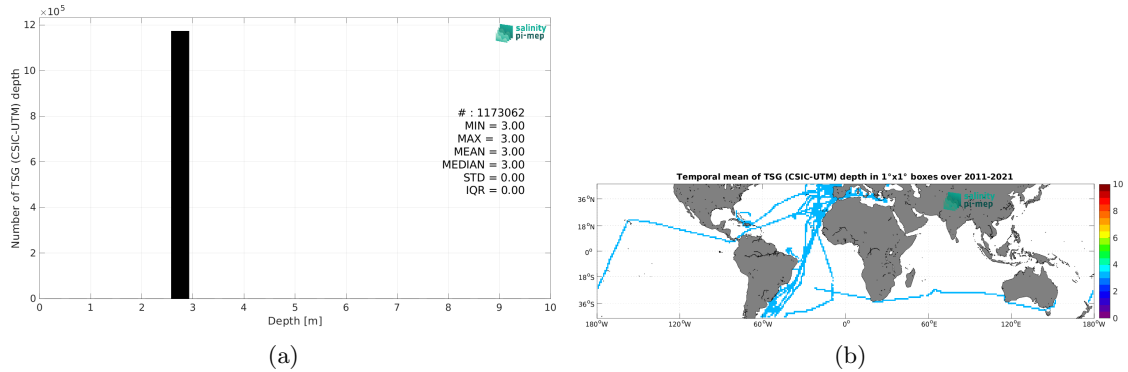 ×10⁵
12
10
8
6
4
2
0
Number of TSG (CSIC-UTM) depth
salinity
pi-mep
# : 1173062
MIN = 3.00
MAX = 3.00
MEAN = 3.00
MEDIAN = 3.00
STD = 0.00
IQR = 0.00
0 1 2 3 4 5 6 7 8 9 10
Depth [m]
(a)
Temporal mean of TSG (CSIC-UTM) depth in 1°x1° boxes over 2011-2021
salinity
pi-mep
36°N
18°N
0°
18°S
36°S
180°W 120°W 60°W 0° 60°E 120°E 180°W
10
8
6
4
2
0
(b)